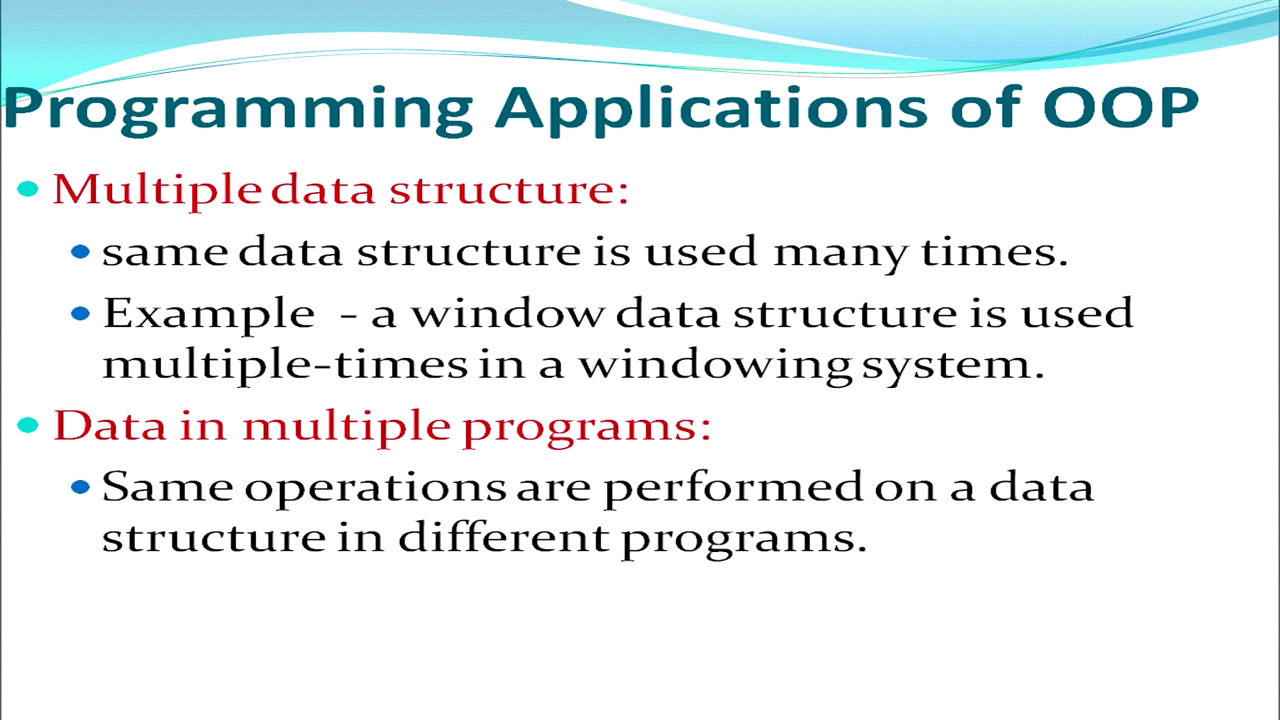 Programming Applications of OOP
Multiple data structure:
same data structure is used many times.
Example - a window data structure is used
multiple-times in a windowing system.
Data in multiple programs:
Same operations are performed on a data
structure in different programs.